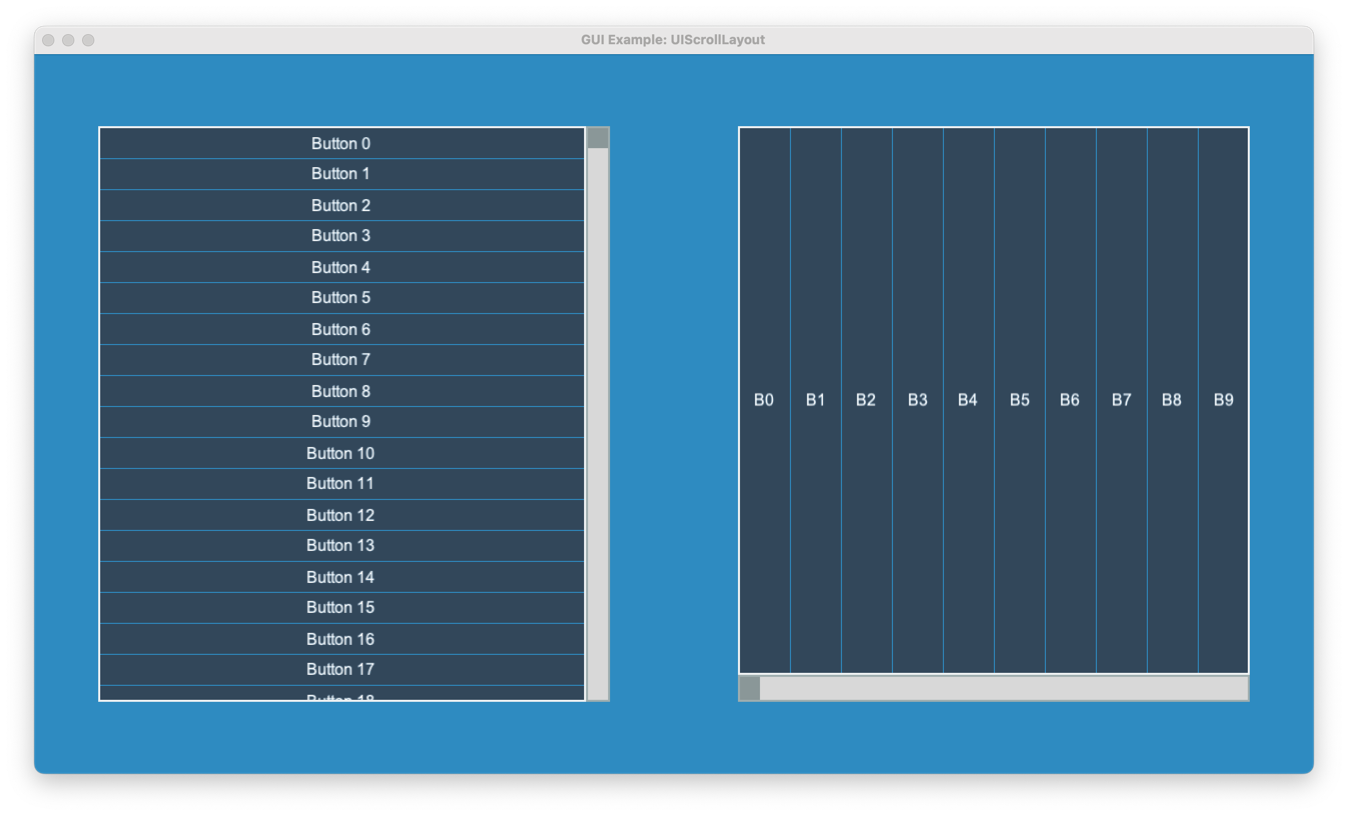 GUI Example: UIScrollLayout
Button 0
Button 1
Button 2
Button 3
Button 4
Button 5
Button 6
Button 7
Button 8
Button 9
Button 10
Button 11
Button 12
Button 13
Button 14
Button 15
Button 16
Button 17
Button 18
B0 B1 B2 B3 B4 B5 B6 B7 B8 B9